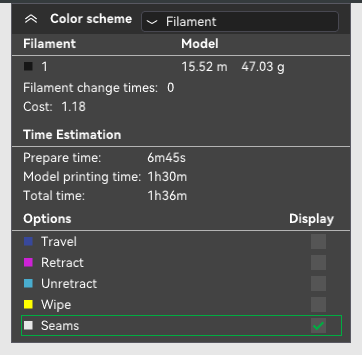 Color scheme Filament
Filament Model
1 15.52 m 47.03 g
Filament change times: 0
Cost: 1.18
Time Estimation
Prepare time: 6m45s
Model printing time: 1h30m
Total time: 1h36m
Options Display
Travel
Retract
Unretract
Wipe
Seams